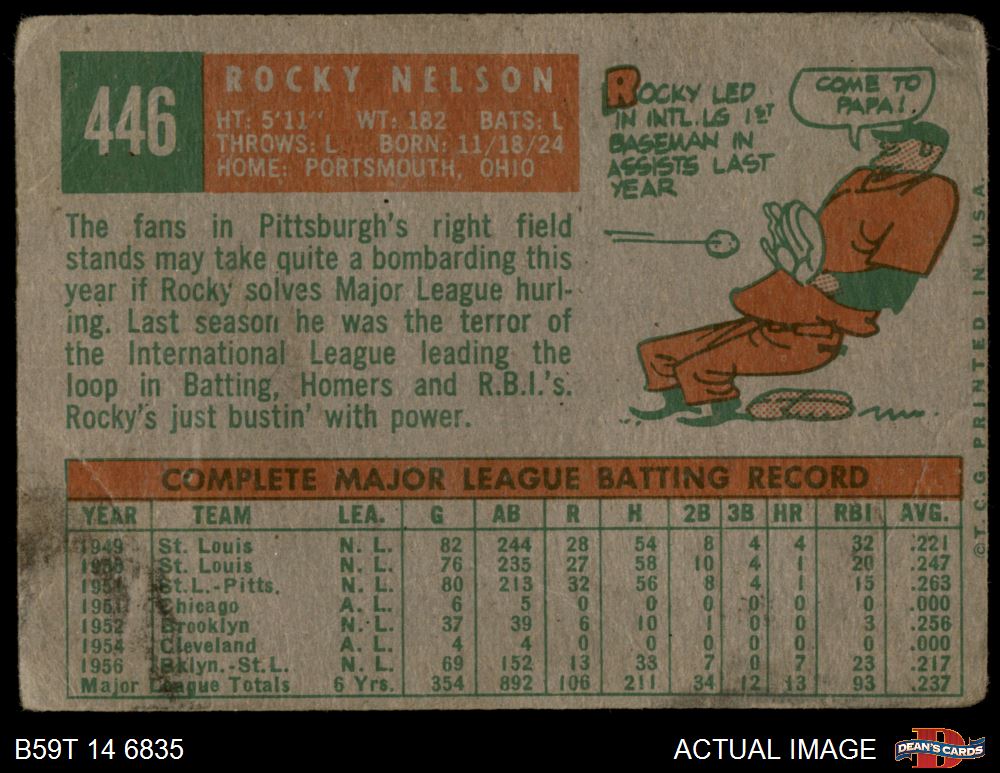 446
ROCKY NELSON
HT: 5'11" WT: 182 BATS: L
THROWS: L BORN: 11/18/24
HOME: PORTSMOUTH, OHIO
ROCKY LED
IN INTL. LG 1ST
BASEMAN IN
ASSISTS LAST
YEAR
COME TO
PAPA!
The fans in Pittsburgh's right field
stands may take quite a bombarding this
year if Rocky solves Major League hurl-
ing. Last season he was the terror of
the International League leading the
loop in Batting, Homers and R.B.I.'s.
Rocky's just bustin' with power.
COMPLETE MAJOR LEAGUE BATTING RECORD
YEAR TEAM LEA. G AB R H 2B 3B HR RBI AVG.
1949 St. Louis N. L. 82 244 28 54 8 4 4 32 .221
1950 St. Louis N. L. 76 235 27 58 10 4 1 20 .247
1951 St.L.-Pitts. N. L. 80 213 32 56 8 4 1 15 .263
1951 Chicago A. L. 6 5 0 0 0 0 0 0 .000
1952 Brooklyn N. L. 37 39 6 10 1 0 0 3 .256
1954 Cleveland A. L. 4 4 0 0 0 0 0 0 .000
1956 Bklyn.-St.L. N. L. 69 152 13 33 7 0 7 23 .217
Major League Totals 6 Yrs. 354 892 106 211 34 12 13 93 .237
©T.C.G. PRINTED IN U.S.A.
B59T 14 6835
ACTUAL IMAGE
DEAN'S CARDS